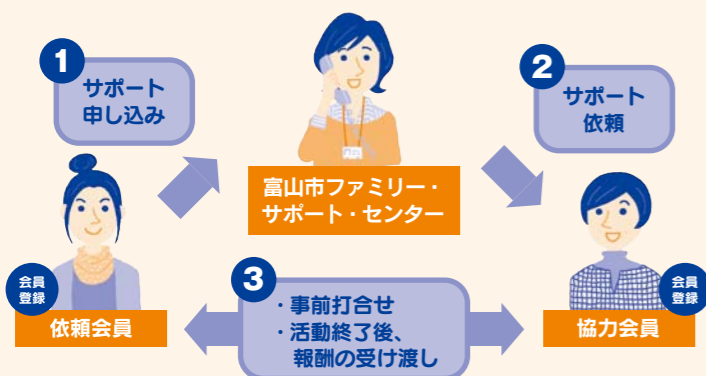 1
サポート
申し込み
2
サポート
依頼
富山市ファミリー・
サポート・センター
会員
登録
依頼会員
3
・事前打合せ
・活動終了後、
報酬の受け渡し
会員
登録
協力会員